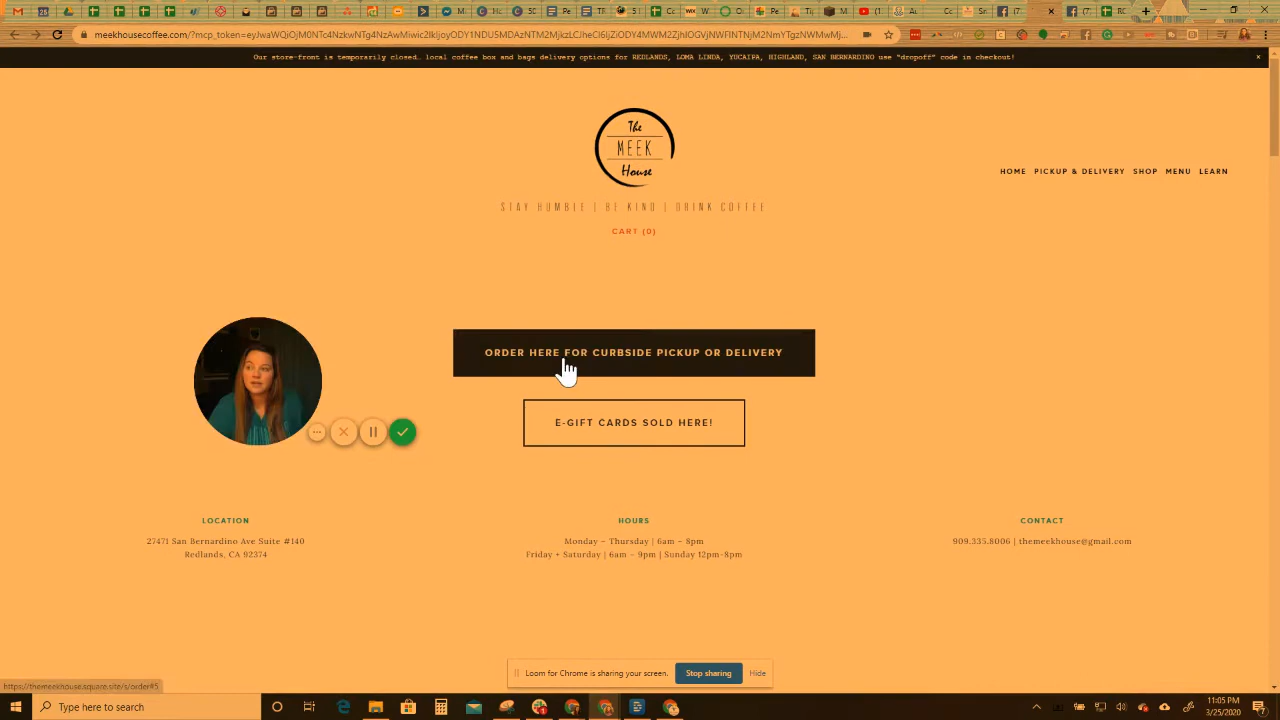 meekhousecoffee.com/
Our store-front is temporarily closed… local coffee box and bags delivery options for REDLANDS, LOMA LINDA, YUCAIPA, HIGHLAND, SAN BERNARDINO use "dropoff" code in checkout!
The
MEEK
House
HOME PICKUP & DELIVERY SHOP MENU LEARN
STAY HUMBLE | BE KIND | DRINK COFFEE
CART (0)
ORDER HERE FOR CURBSIDE PICKUP OR DELIVERY
E-GIFT CARDS SOLD HERE!
LOCATION HOURS CONTACT
27471 San Bernardino Ave Suite #140 Monday – Thursday | 6am – 8pm 909.335.8006 | themeekhouse@gmail.com
Redlands, CA 92374 Friday + Saturday | 6am – 9pm | Sunday 12pm-8pm
Loom for Chrome is sharing your screen. Stop sharing Hide
https://themeekhouse.square.site/s/order#5
Type here to search
11:05 PM
3/25/2020